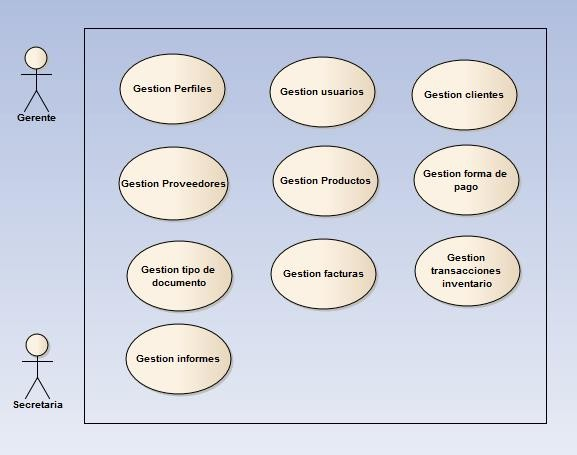 Gerente
Gestion Perfiles
Gestion usuarios
Gestion clientes
Gestion Proveedores
Gestion Productos
Gestion forma de
pago
Gestion tipo de
documento
Gestion facturas
Gestion
transacciones
inventario
Gestion informes
Secretaria